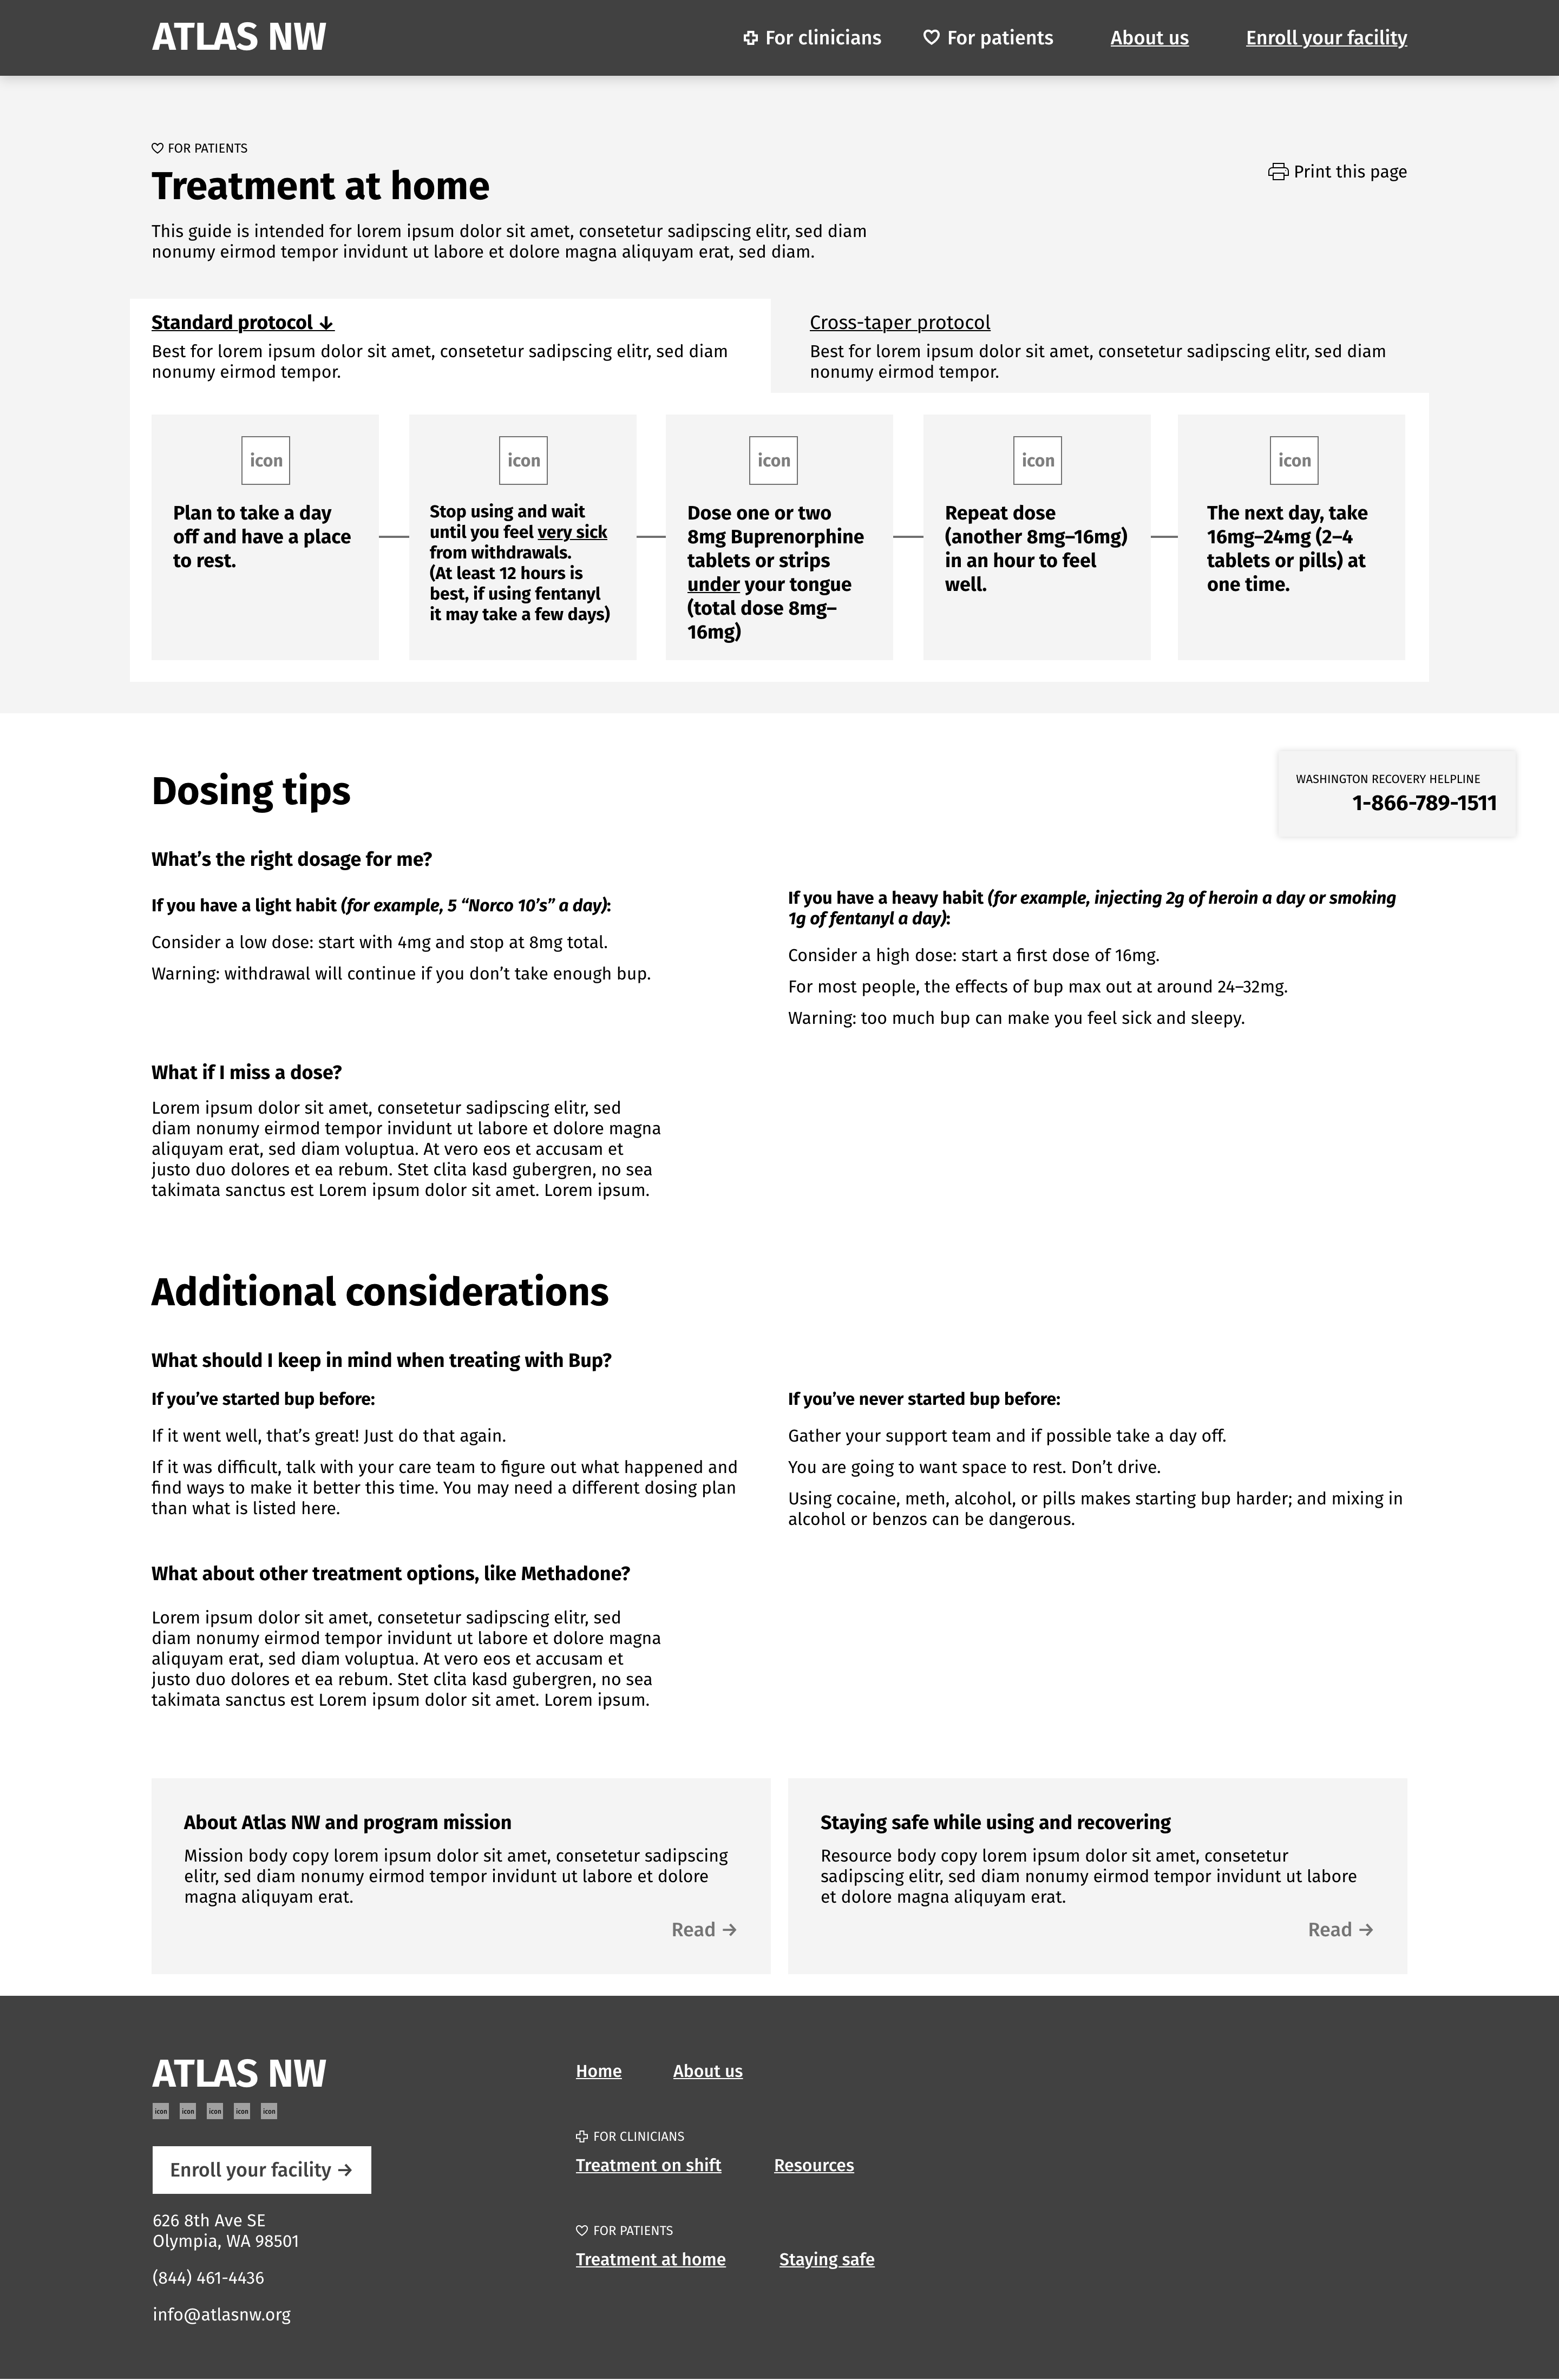 ATLAS NW
For clinicians
For patients
About us
Enroll your facility
FOR PATIENTS
Treatment at home
Print this page
This guide is intended for lorem ipsum dolor sit amet, consetetur sadipscing elitr, sed diam
nonumy eirmod tempor invidunt ut labore et dolore magna aliquyam erat, sed diam.
Standard protocol ↓
Best for lorem ipsum dolor sit amet, consetetur sadipscing elitr, sed diam
nonumy eirmod tempor.
Cross-taper protocol
Best for lorem ipsum dolor sit amet, consetetur sadipscing elitr, sed diam
nonumy eirmod tempor.
icon
Plan to take a day
off and have a place
to rest.
icon
Stop using and wait
until you feel very sick
from withdrawals.
(At least 12 hours is
best, if using fentanyl
it may take a few days)
icon
Dose one or two
8mg Buprenorphine
tablets or strips
under your tongue
(total dose 8mg–
16mg)
icon
Repeat dose
(another 8mg–16mg)
in an hour to feel
well.
icon
The next day, take
16mg–24mg (2–4
tablets or pills) at
one time.
WASHINGTON RECOVERY HELPLINE
1-866-789-1511
Dosing tips
What’s the right dosage for me?
If you have a light habit (for example, 5 “Norco 10’s” a day):
Consider a low dose: start with 4mg and stop at 8mg total.
Warning: withdrawal will continue if you don’t take enough bup.
If you have a heavy habit (for example, injecting 2g of heroin a day or smoking
1g of fentanyl a day):
Consider a high dose: start a first dose of 16mg.
For most people, the effects of bup max out at around 24–32mg.
Warning: too much bup can make you feel sick and sleepy.
What if I miss a dose?
Lorem ipsum dolor sit amet, consetetur sadipscing elitr, sed
diam nonumy eirmod tempor invidunt ut labore et dolore magna
aliquyam erat, sed diam voluptua. At vero eos et accusam et
justo duo dolores et ea rebum. Stet clita kasd gubergren, no sea
takimata sanctus est Lorem ipsum dolor sit amet. Lorem ipsum.
Additional considerations
What should I keep in mind when treating with Bup?
If you’ve started bup before:
If it went well, that’s great! Just do that again.
If it was difficult, talk with your care team to figure out what happened and
find ways to make it better this time. You may need a different dosing plan
than what is listed here.
If you’ve never started bup before:
Gather your support team and if possible take a day off.
You are going to want space to rest. Don’t drive.
Using cocaine, meth, alcohol, or pills makes starting bup harder; and mixing in
alcohol or benzos can be dangerous.
What about other treatment options, like Methadone?
Lorem ipsum dolor sit amet, consetetur sadipscing elitr, sed
diam nonumy eirmod tempor invidunt ut labore et dolore magna
aliquyam erat, sed diam voluptua. At vero eos et accusam et
justo duo dolores et ea rebum. Stet clita kasd gubergren, no sea
takimata sanctus est Lorem ipsum dolor sit amet. Lorem ipsum.
About Atlas NW and program mission
Mission body copy lorem ipsum dolor sit amet, consetetur sadipscing
elitr, sed diam nonumy eirmod tempor invidunt ut labore et dolore
magna aliquyam erat.
Read →
Staying safe while using and recovering
Resource body copy lorem ipsum dolor sit amet, consetetur
sadipscing elitr, sed diam nonumy eirmod tempor invidunt ut labore
et dolore magna aliquyam erat.
Read →
ATLAS NW
icon icon icon icon icon
Enroll your facility →
626 8th Ave SE
Olympia, WA 98501
(844) 461-4436
info@atlasnw.org
Home
About us
FOR CLINICIANS
Treatment on shift
Resources
FOR PATIENTS
Treatment at home
Staying safe